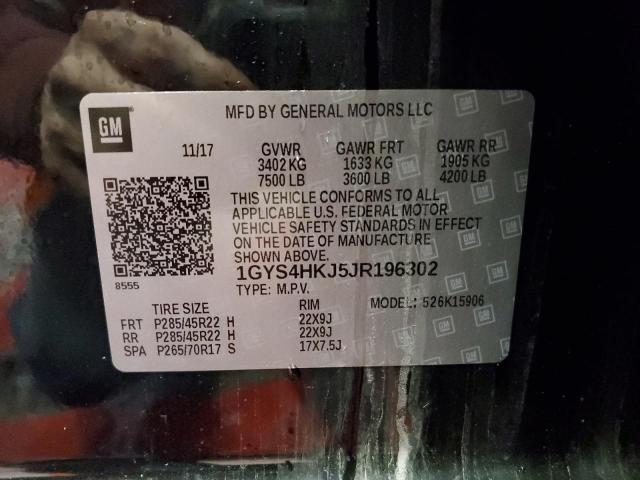 GM
MFD BY GENERAL MOTORS LLC
11/17 GVWR GAWR FRT GAWR RR
3402 KG 1633 KG 1905 KG
7500 LB 3600 LB 4200 LB
THIS VEHICLE CONFORMS TO ALL
APPLICABLE U.S. FEDERAL MOTOR
VEHICLE SAFETY STANDARDS IN EFFECT
ON THE DATE OF MANUFACTURE
SHOWN ABOVE.
8555
1GYS4HKJ5JR196302
TYPE: M.P.V. MODEL: 526K15906
TIRE SIZE RIM
FRT P285/45R22 H 22X9J
RR P285/45R22 H 22X9J
SPA P265/70R17 S 17X7.5J